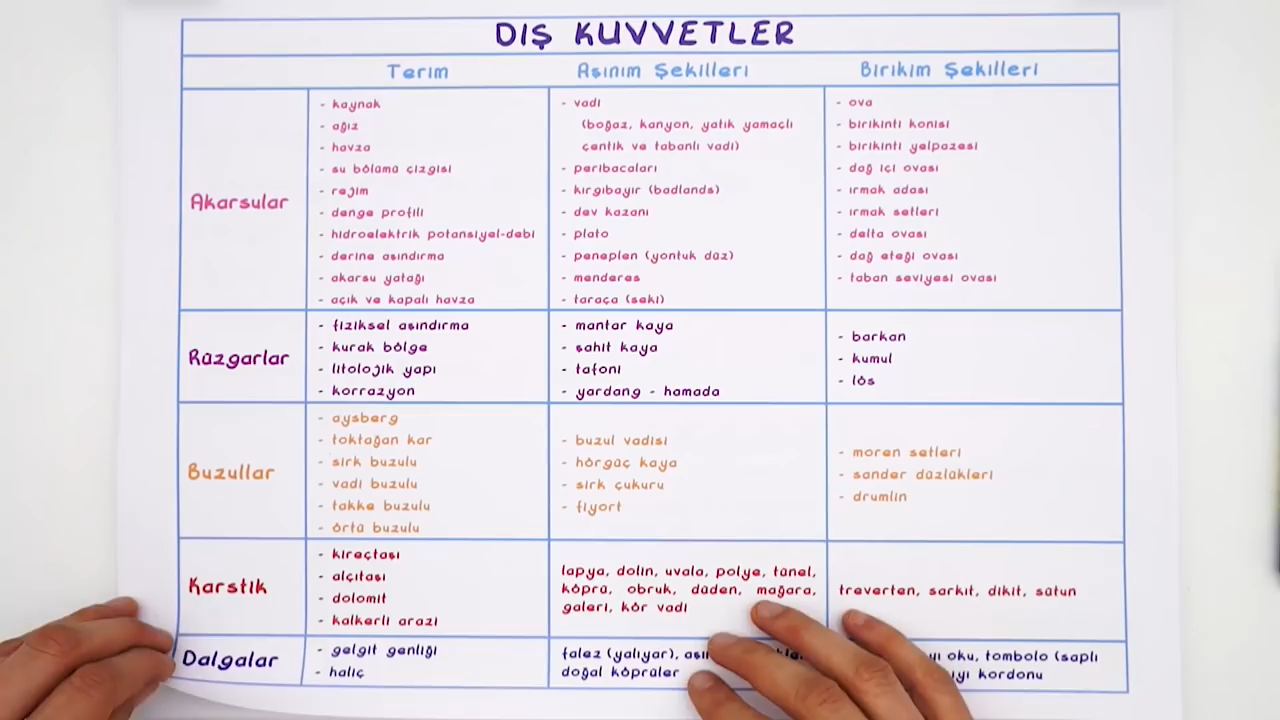 DIŞ KUVVETLER
Terim Aşınım Şekilleri Birikim Şekilleri
Akarsular
- kaynak
- ağız
- havza
- su bölümü çizgisi
- rejim
- denge profili
- hidroelektrik potansiyel-debi
- derine aşındırma
- akarsu yatağı
- açık ve kapalı havza
- vadi
(boğaz, kanyon, yatık yamaçlı
çentik ve tabanlı vadi)
- peribacaları
- kırgıbayır (badlands)
- dev kazanı
- plato
- peneplen (yontuk düz)
- menderes
- taraça (seki)
- ova
- birikinti konisi
- birikinti yelpazesi
- dağ içi ovası
- ırmak adası
- ırmak setleri
- delta ovası
- dağ eteği ovası
- taban seviyesi ovası
Rüzgarlar
- fiziksel aşındırma
- kurak bölge
- litolojik yapı
- korrazyon
- mantar kaya
- şahit kaya
- tafoni
- yardang - hamada
- barkan
- kumul
- lös
Buzullar
- aysberg
- toktağan kar
- sirk buzulu
- vadi buzulu
- takke buzulu
- örtü buzulu
- buzul vadisi
- hörgüç kaya
- sirk çukuru
- fiyort
- moren setleri
- sander düzlükleri
- drumlin
Karstik
- kireçtaşı
- alçıtaşı
- dolomit
- kalkerli arazi
lapya, dolin, uvala, polye, tünel,
köprü, obruk, düden, mağara,
galeri, kör vadi
traverten, sarkıt, dikit, sütun
Dalgalar
- gelgit genliği
- haliç
falez (yalıyar),
doğal köprüler
oku, tombolo (saplı
kordonu